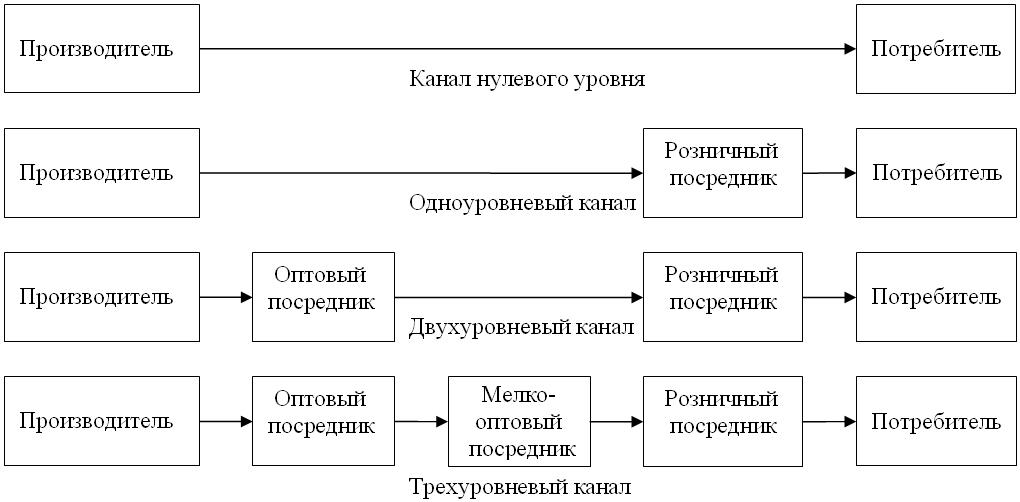 Производитель
Потребитель
Канал нулевого уровня
Производитель
Розничный
посредник
Потребитель
Одноуровневый канал
Производитель
Оптовый
посредник
Розничный
посредник
Потребитель
Двухуровневый канал
Производитель
Оптовый
посредник
Мелко-
оптовый
посредник
Розничный
посредник
Потребитель
Трехуровневый канал